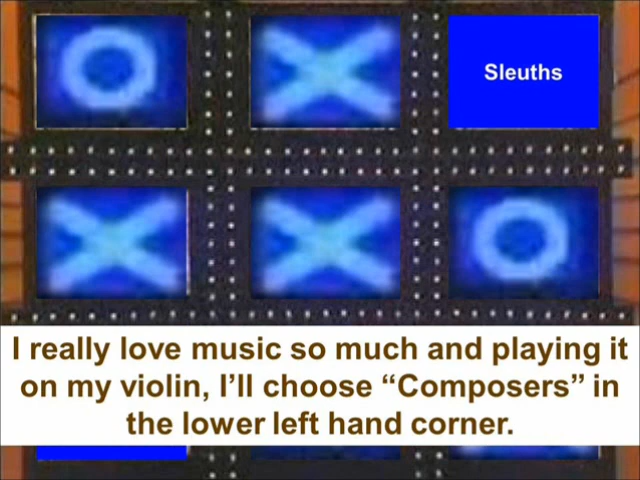 Sleuths
I really love music so much and playing it
on my violin, I’ll choose “Composers” in
the lower left hand corner.